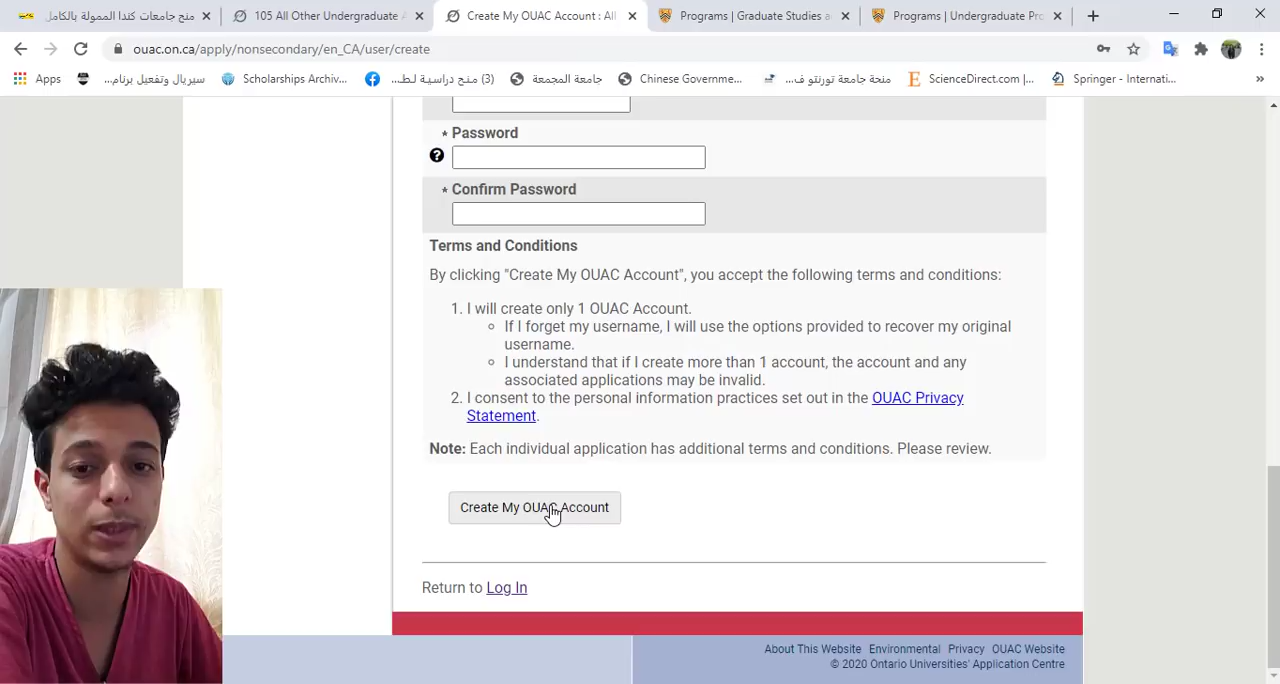 منح جامعات كندا الممولة بالكامل
105 All Other Undergraduate A
Create My OUAC Account : All
Programs | Graduate Studies a
Programs | Undergraduate Pro
ouac.on.ca/apply/nonsecondary/en_CA/user/create
Apps
سيريال وتفعيل برنام...
Scholarships Archiv...
(3) منح دراسية لطـ...
جامعة المجمعة
Chinese Governme...
منحة جامعة تورنتو ف...
ScienceDirect.com |...
Springer - Internati...
»
* Password
* Confirm Password
Terms and Conditions
By clicking "Create My OUAC Account", you accept the following terms and conditions:
1. I will create only 1 OUAC Account.
If I forget my username, I will use the options provided to recover my original
username.
I understand that if I create more than 1 account, the account and any
associated applications may be invalid.
2. I consent to the personal information practices set out in the OUAC Privacy
Statement.
Note: Each individual application has additional terms and conditions. Please review.
Create My OUAC Account
Return to Log In
About This Website Environmental Privacy OUAC Website
© 2020 Ontario Universities' Application Centre